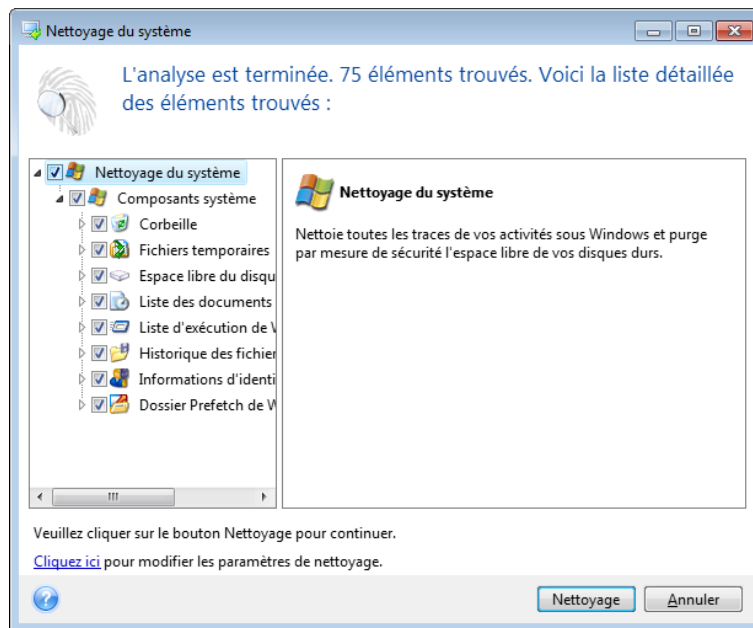 Nettoyage du système
L'analyse est terminée. 75 éléments trouvés. Voici la liste détaillée
des éléments trouvés :
Nettoyage du système
Composants système
Corbeille
Fichiers temporaires
Espace libre du disqu
Liste des documents
Liste d'exécution de
Historique des fichier
Informations d'identi
Dossier Prefetch de
Nettoyage du système
Nettoie toutes les traces de vos activités sous Windows et purge
par mesure de sécurité l'espace libre de vos disques durs.
Veuillez cliquer sur le bouton Nettoyage pour continuer.
Cliquez ici pour modifier les paramètres de nettoyage.
Nettoyage
Annuler